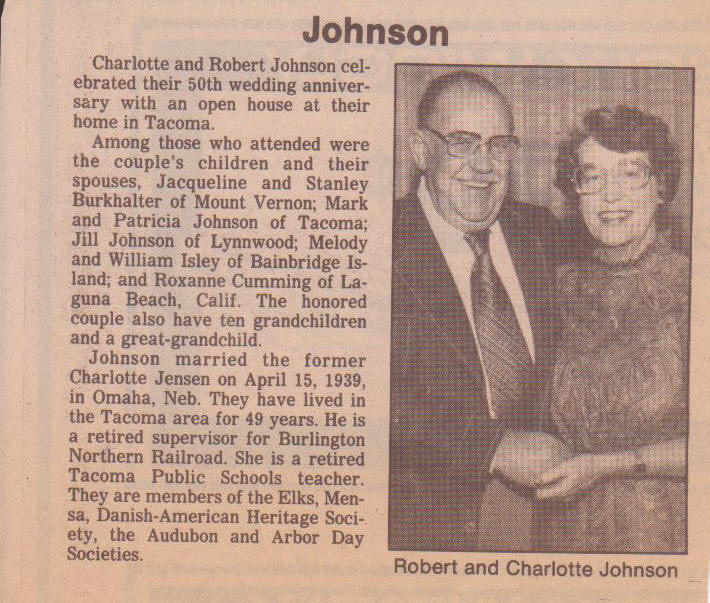 Johnson
Charlotte and Robert Johnson cel-
ebrated their 50th wedding anniver-
sary with an open house at their
home in Tacoma.
Among those who attended were
the couple's children and their
spouses, Jacqueline and Stanley
Burkhalter of Mount Vernon; Mark
and Patricia Johnson of Tacoma;
Jill Johnson of Lynnwood; Melody
and William Isley of Bainbridge Is-
land; and Roxanne Cumming of La-
guna Beach, Calif. The honored
couple also have ten grandchildren
and a great-grandchild.
Johnson married the former
Charlotte Jensen on April 15, 1939,
in Omaha, Neb. They have lived in
the Tacoma area for 49 years. He is
a retired supervisor for Burlington
Northern Railroad. She is a retired
Tacoma Public Schools teacher.
They are members of the Elks, Men-
sa, Danish-American Heritage Soci-
ety, the Audubon and Arbor Day
Societies.
Robert and Charlotte Johnson